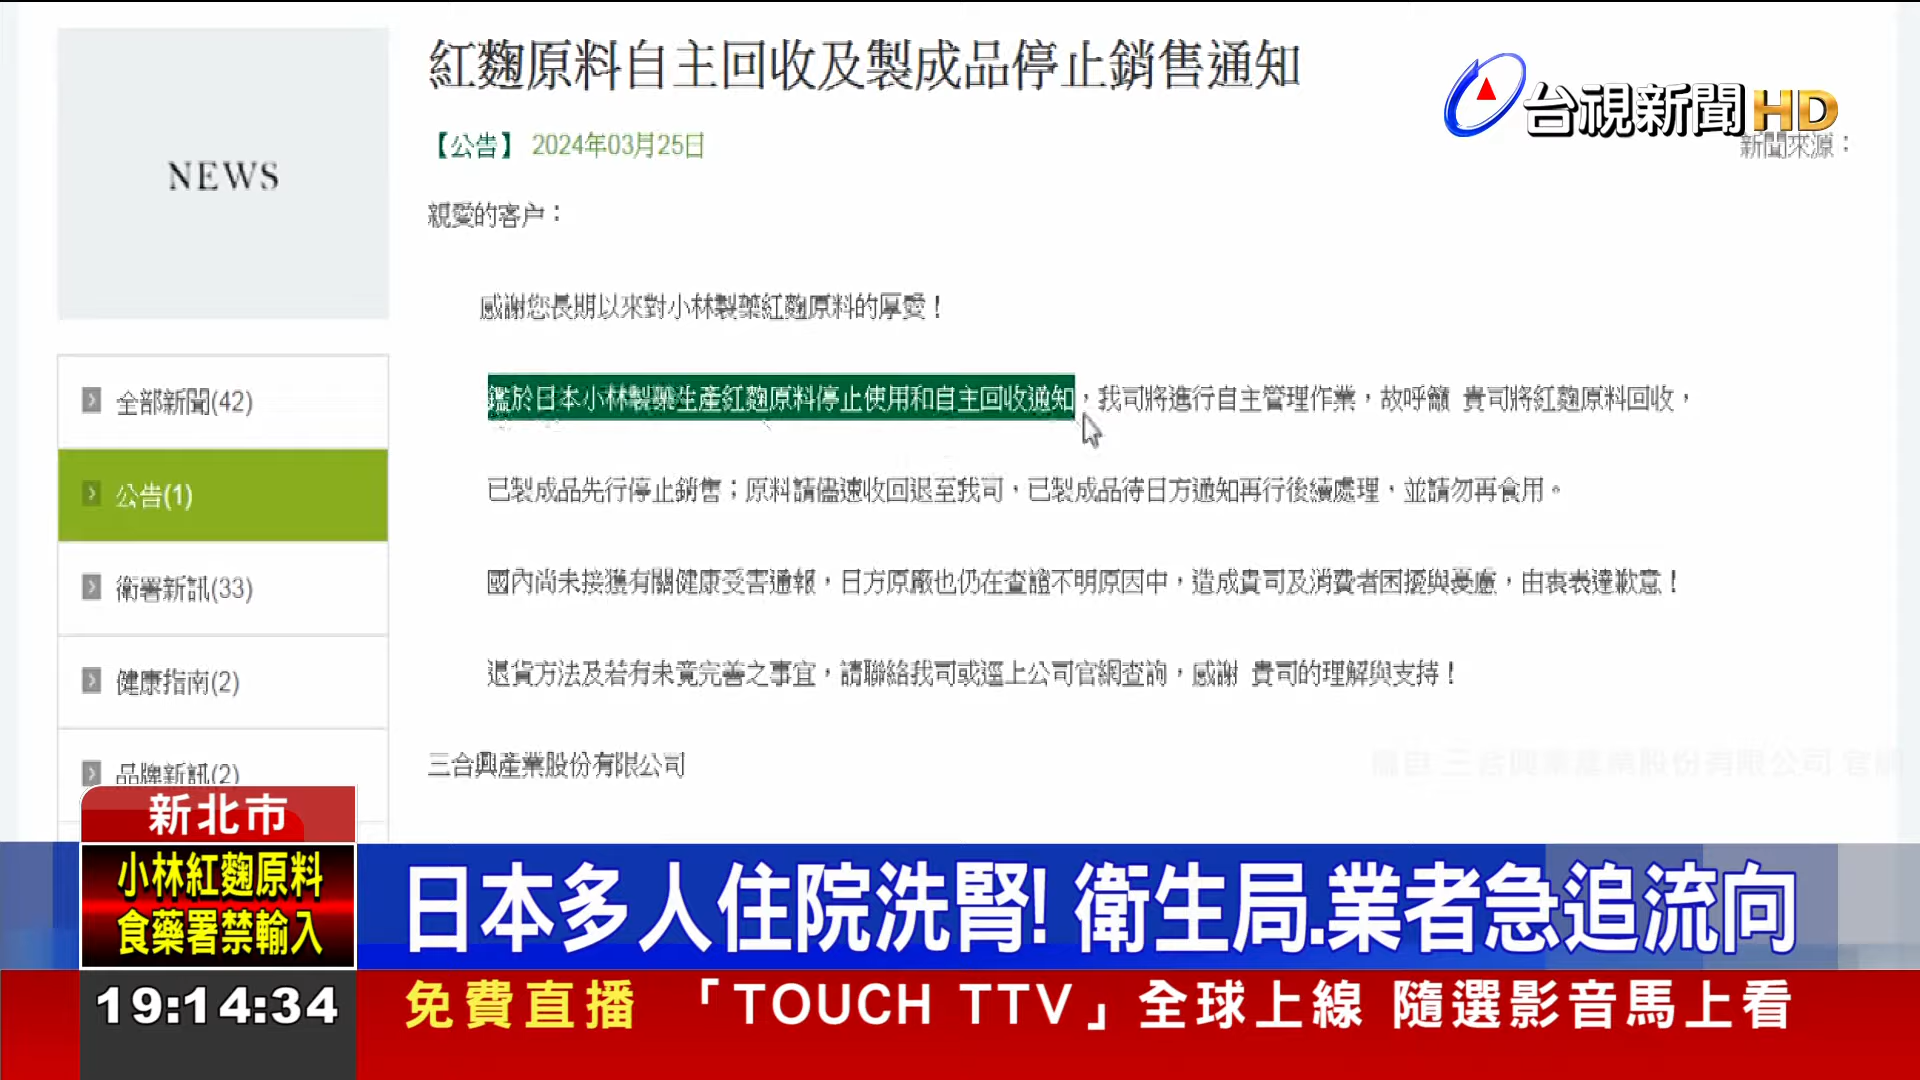 紅麴原料自主回收及製成品停止銷售通知
台視新聞HD
【公告】 2024年03月25日
新聞來源：
NEWS
親愛的客户：
感謝您長期以來對小林製藥紅麴原料的厚愛！
鑑於日本小林製藥生產紅麴原料停止使用和自主回收通知，我司將進行自主管理作業，故呼籲 貴司將紅麴原料回收，
已製成品先行停止銷售；原料請儘速收回退至我司，已製成品待日方通知再行後續處理，並請勿再食用。
國內尚未接獲有關健康受害通報，日方原廠也仍在查證不明原因中，造成貴司及消費者困擾與憂慮，由衷表達歉意！
退貨方法及若有未竟完善之事宜，請聯絡我司或逕上公司官網查詢，感謝 貴司的理解與支持！
三合興產業股份有限公司
全部新聞(42)
公告(1)
衛署新訊(33)
健康指南(2)
品牌新訊(2)
新北市
小林紅麴原料
食藥署禁輸入
日本多人住院洗腎! 衛生局.業者急追流向
19:14:34
免費直播 「TOUCH TTV」全球上線 隨選影音馬上看